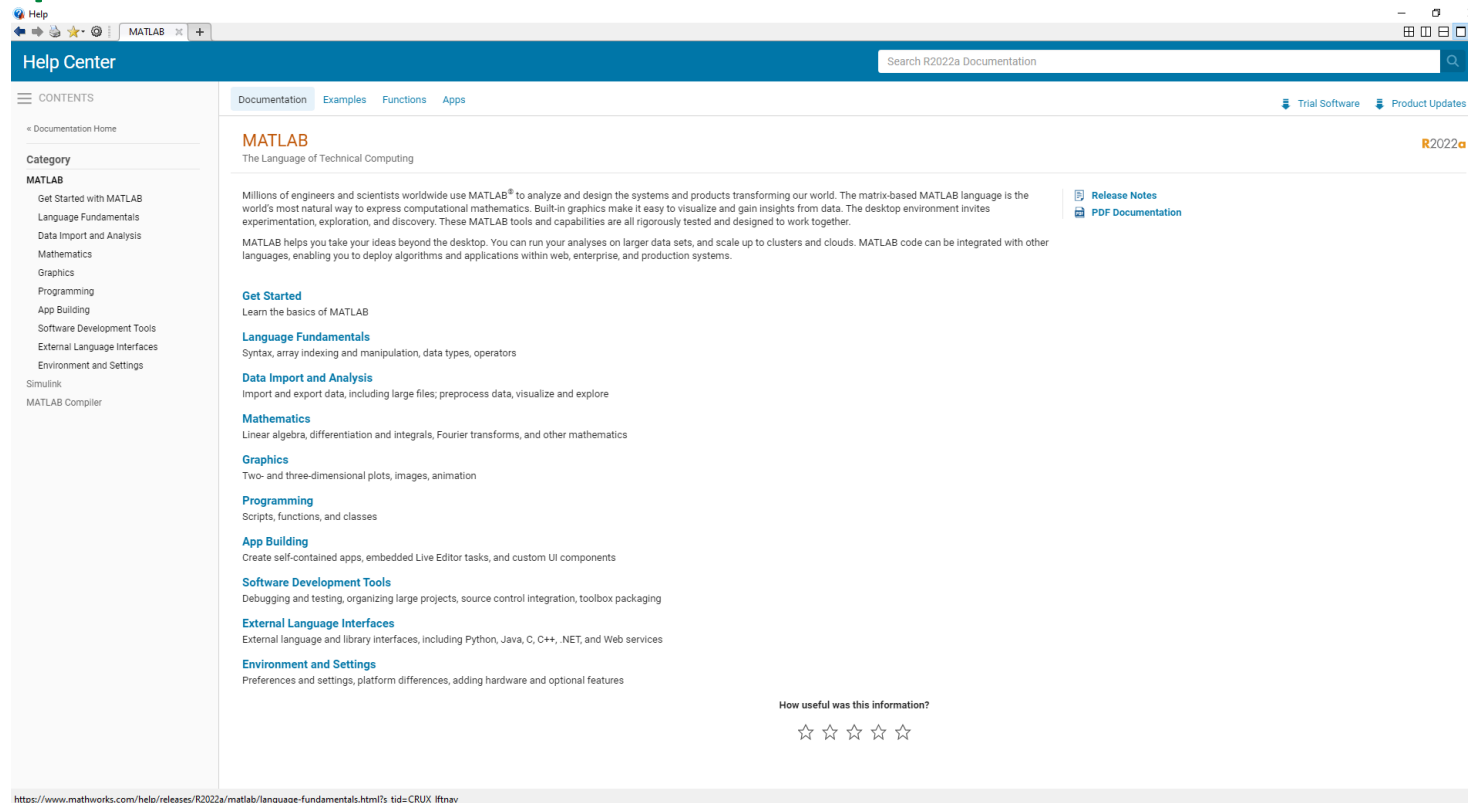 Help
MATLAB
Help Center
Search R2022a Documentation
CONTENTS
Documentation Examples Functions Apps
Trial Software Product Updates
« Documentation Home
Category
MATLAB
Get Started with MATLAB
Language Fundamentals
Data Import and Analysis
Mathematics
Graphics
Programming
App Building
Software Development Tools
External Language Interfaces
Environment and Settings
Simulink
MATLAB Compiler
MATLAB
The Language of Technical Computing
R2022a
Millions of engineers and scientists worldwide use MATLAB® to analyze and design the systems and products transforming our world. The matrix-based MATLAB language is the
world's most natural way to express computational mathematics. Built-in graphics make it easy to visualize and gain insights from data. The desktop environment invites
experimentation, exploration, and discovery. These MATLAB tools and capabilities are all rigorously tested and designed to work together.
MATLAB helps you take your ideas beyond the desktop. You can run your analyses on larger data sets, and scale up to clusters and clouds. MATLAB code can be integrated with other
languages, enabling you to deploy algorithms and applications within web, enterprise, and production systems.
Release Notes
PDF Documentation
Get Started
Learn the basics of MATLAB
Language Fundamentals
Syntax, array indexing and manipulation, data types, operators
Data Import and Analysis
Import and export data, including large files; preprocess data, visualize and explore
Mathematics
Linear algebra, differentiation and integrals, Fourier transforms, and other mathematics
Graphics
Two- and three-dimensional plots, images, animation
Programming
Scripts, functions, and classes
App Building
Create self-contained apps, embedded Live Editor tasks, and custom UI components
Software Development Tools
Debugging and testing, organizing large projects, source control integration, toolbox packaging
External Language Interfaces
External language and library interfaces, including Python, Java, C, C++, .NET, and Web services
Environment and Settings
Preferences and settings, platform differences, adding hardware and optional features
How useful was this information?
https://www.mathworks.com/help/releases/R2022a/matlab/language-fundamentals.html?s_tid=CRUX_lftnav